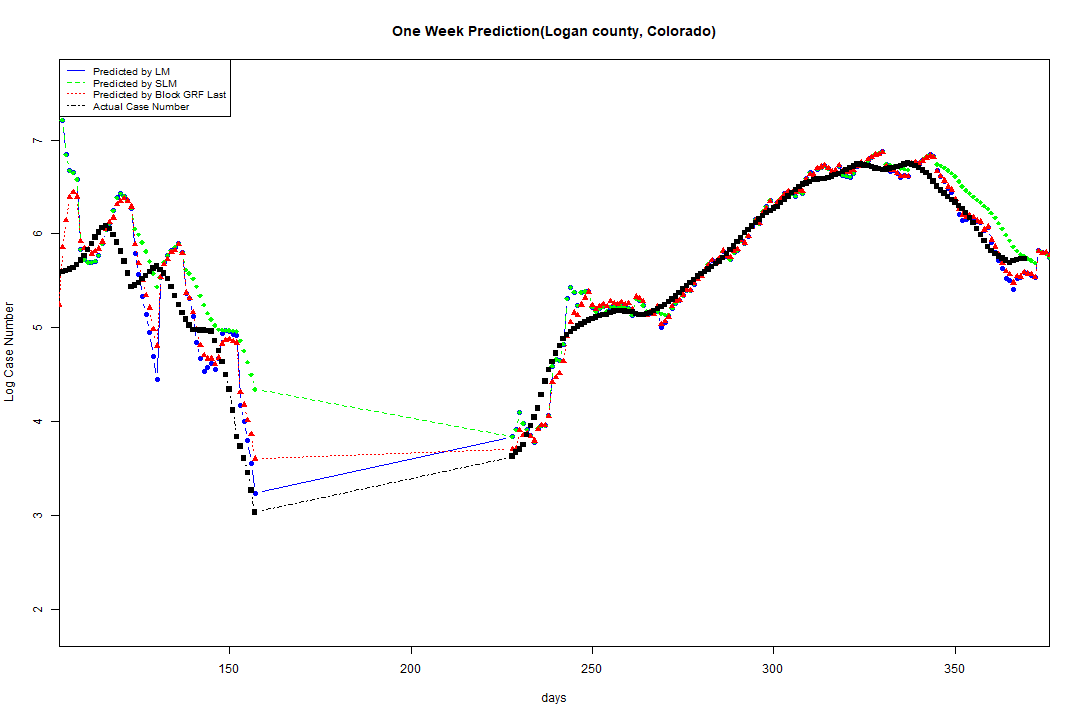 One Week Prediction(Logan county, Colorado)
Predicted by LM
Predicted by SLM
Predicted by Block GRF Last
Actual Case Number
7
6
5
4
3
2
Log Case Number
150 200 250 300 350
days